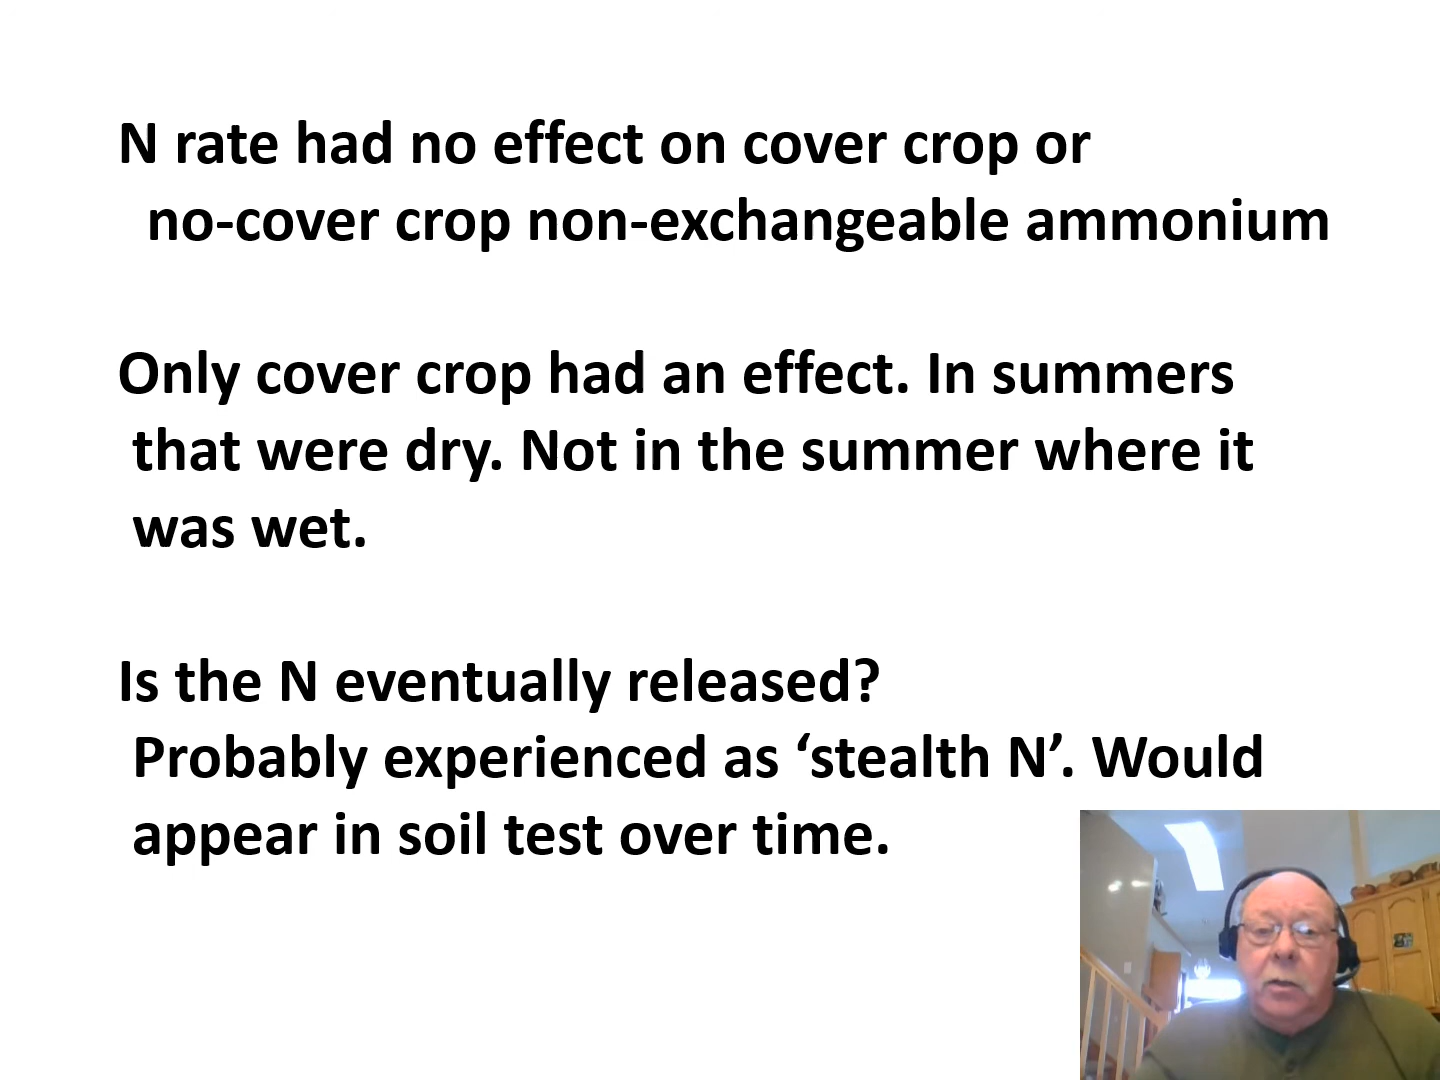 N rate had no effect on cover crop or
no-cover crop non-exchangeable ammonium
Only cover crop had an effect. In summers
that were dry. Not in the summer where it
was wet.
Is the N eventually released?
Probably experienced as ‘stealth N’. Would
appear in soil test over time.